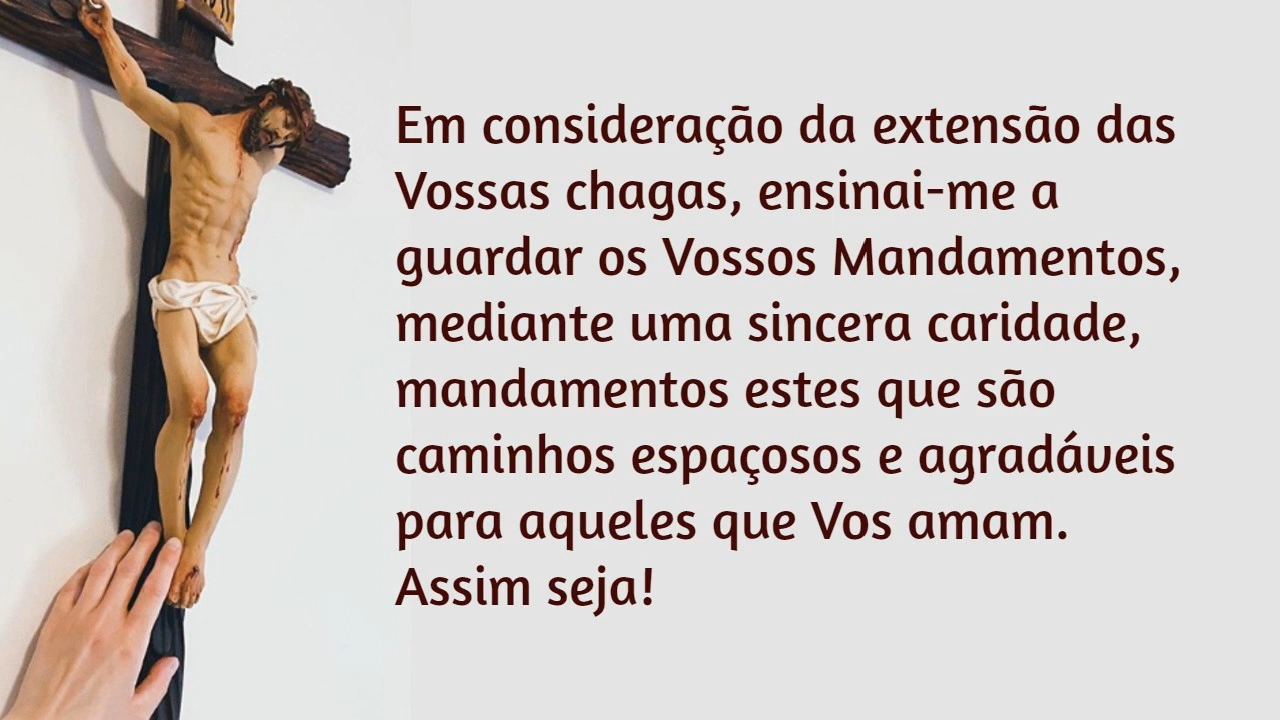 Em consideração da extensão das
Vossas chagas, ensinai-me a
guardar os Vossos Mandamentos,
mediante uma sincera caridade,
mandamentos estes que são
caminhos espaçosos e agradáveis
para aqueles que Vos amam.
Assim seja!